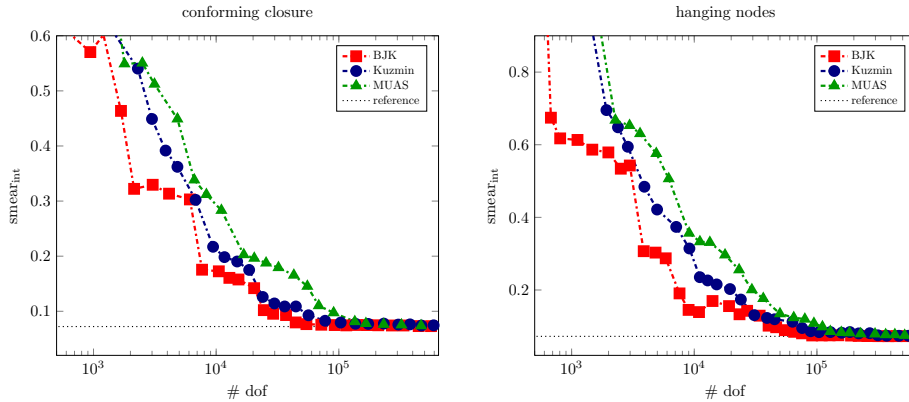 conforming closure
0.6
0.5
0.4
0.3
0.2
0.1
smear_int
10^3
10^4
10^5
# dof
BJK
Kuzmin
MUAS
reference
hanging nodes
0.8
0.6
0.4
0.2
smear_int
10^3
10^4
10^5
# dof
BJK
Kuzmin
MUAS
reference